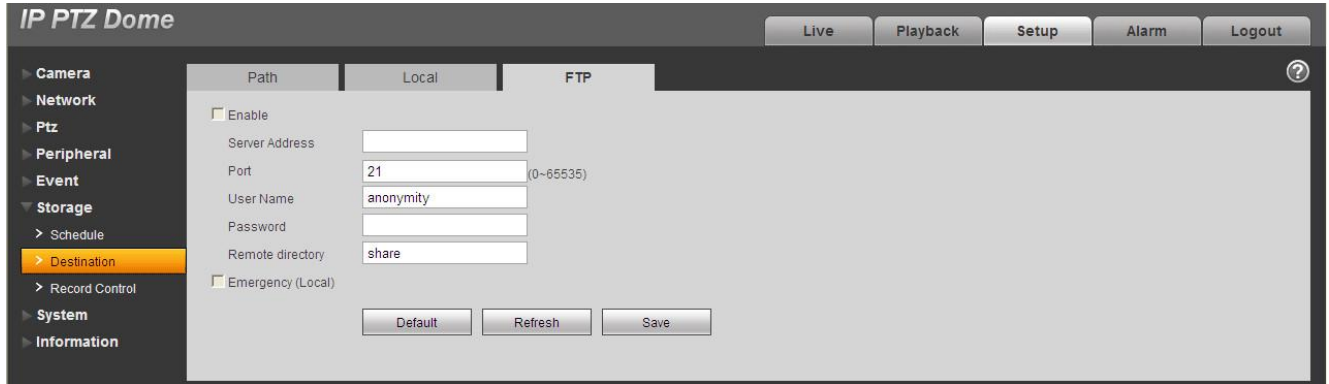 IP PTZ Dome
Live Playback Setup Alarm Logout
Camera
Network
Ptz
Peripheral
Event
Storage
> Schedule
> Destination
> Record Control
System
Information
Path Local FTP
?
Enable
Server Address
Port 21 (0~65535)
User Name anonymity
Password
Remote directory share
Emergency (Local)
Default Refresh Save